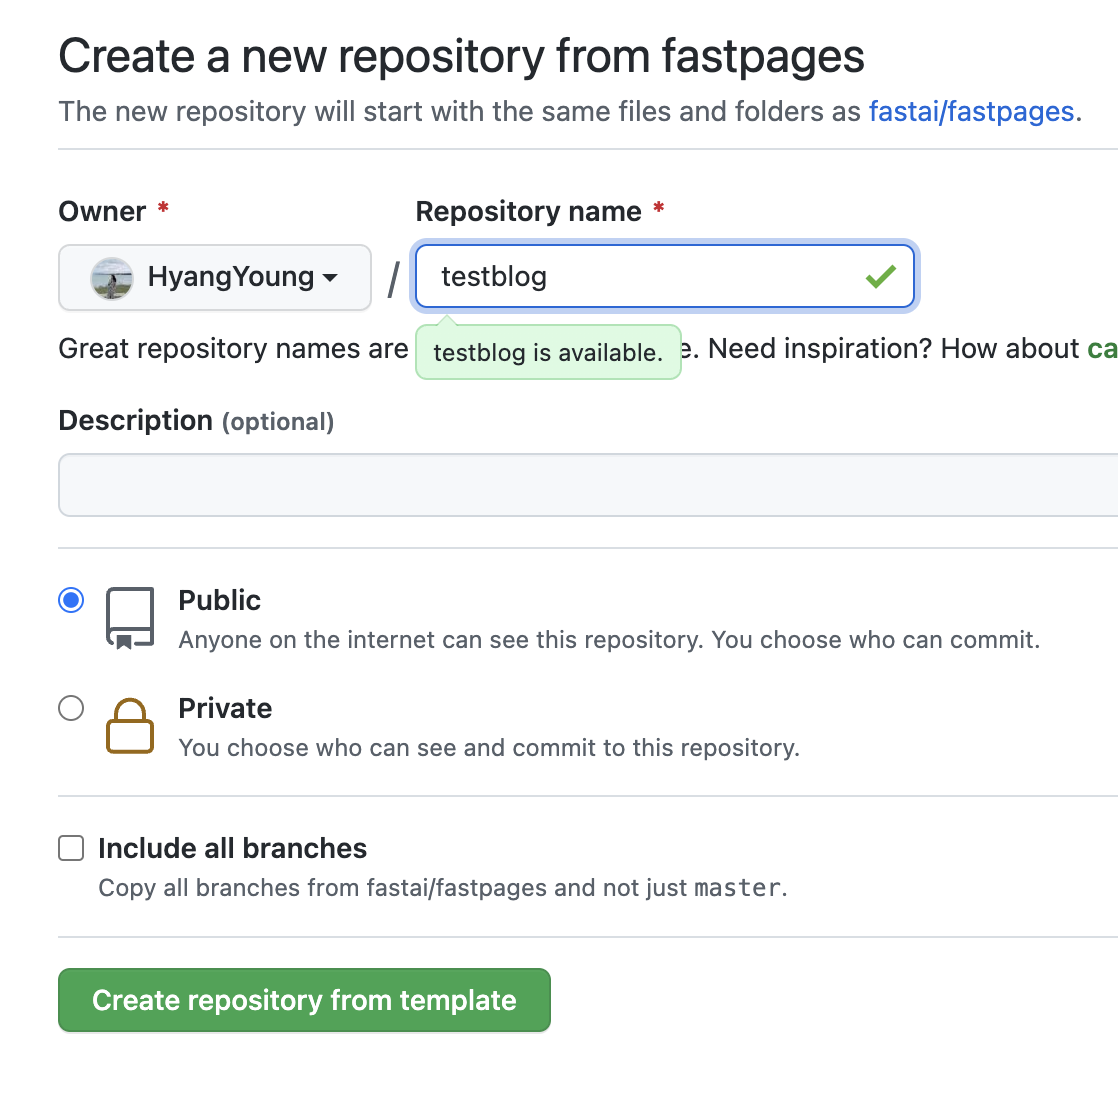 Create a new repository from fastpages
The new repository will start with the same files and folders as fastai/fastpages.
Owner * Repository name *
HyangYoung / testblog
Great repository names are e. Need inspiration? How about ca
testblog is available.
Description (optional)
Public
Anyone on the internet can see this repository. You choose who can commit.
Private
You choose who can see and commit to this repository.
Include all branches
Copy all branches from fastai/fastpages and not just master.
Create repository from template